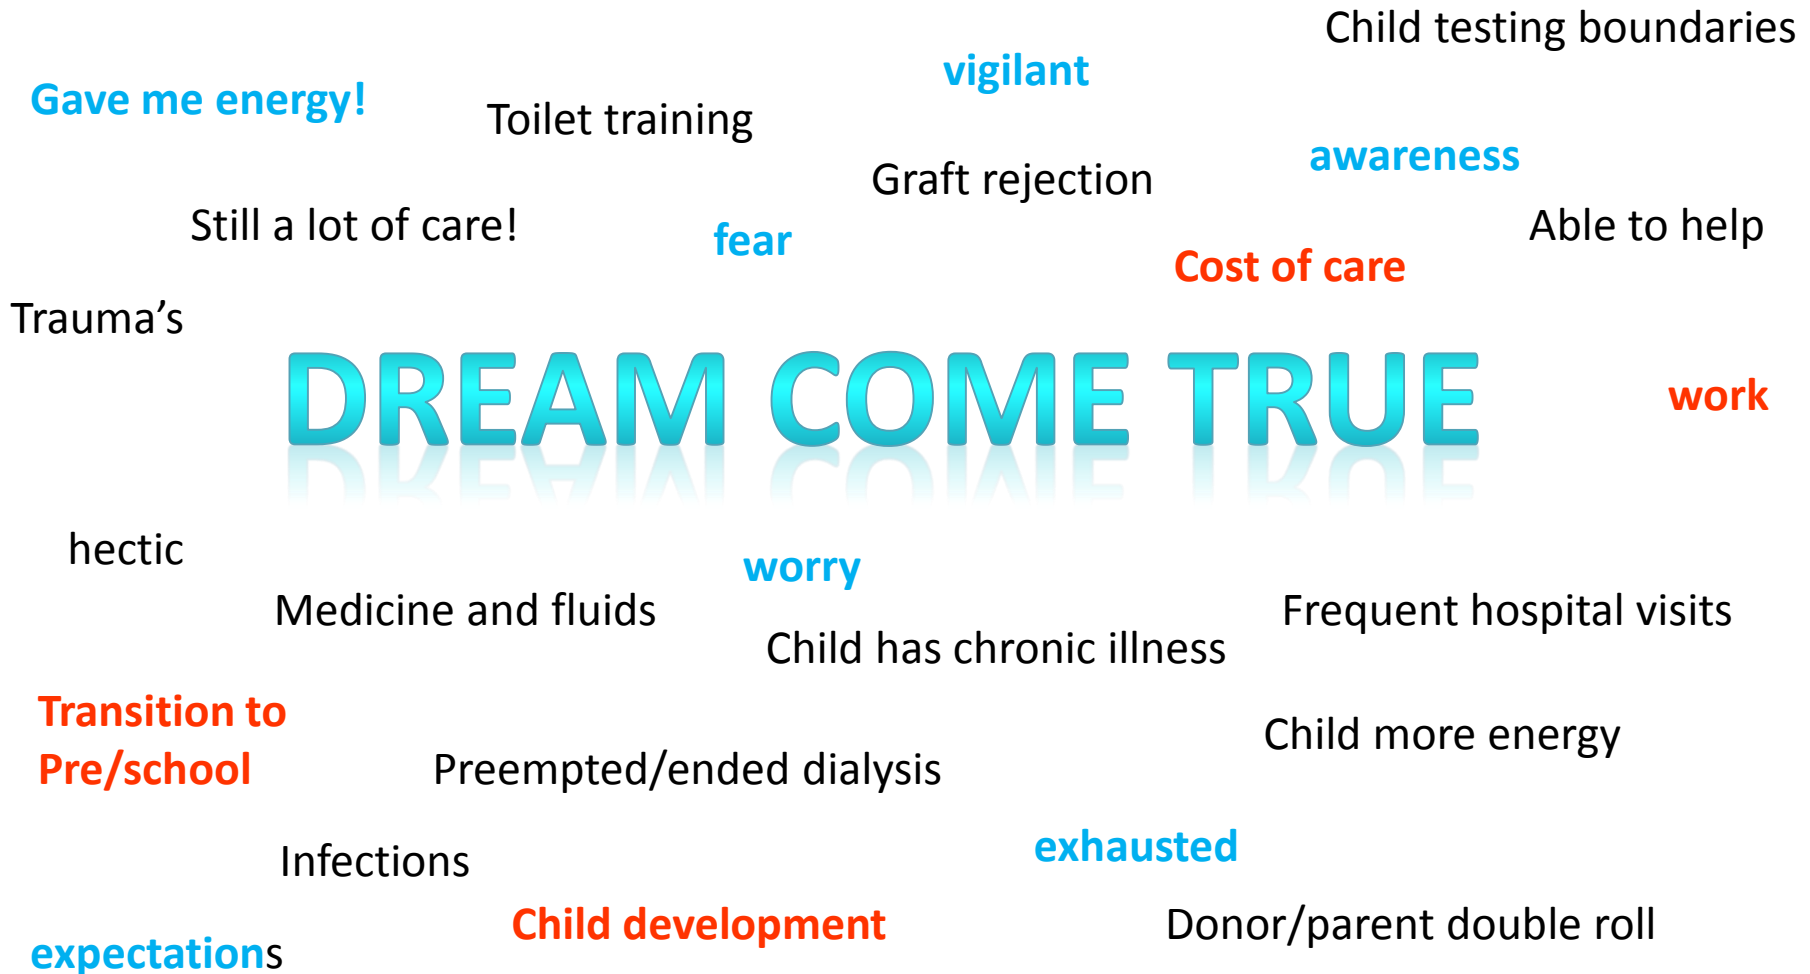 Child testing boundaries
vigilant
Gave me energy!
Toilet training
awareness
Graft rejection
Still a lot of care!
fear
Able to help
Cost of care
Trauma’s
DREAM COME TRUE
work
hectic
worry
Medicine and fluids
Frequent hospital visits
Child has chronic illness
Transition to
Pre/school
Child more energy
Preempted/ended dialysis
exhausted
Infections
Child development
Donor/parent double roll
expectations